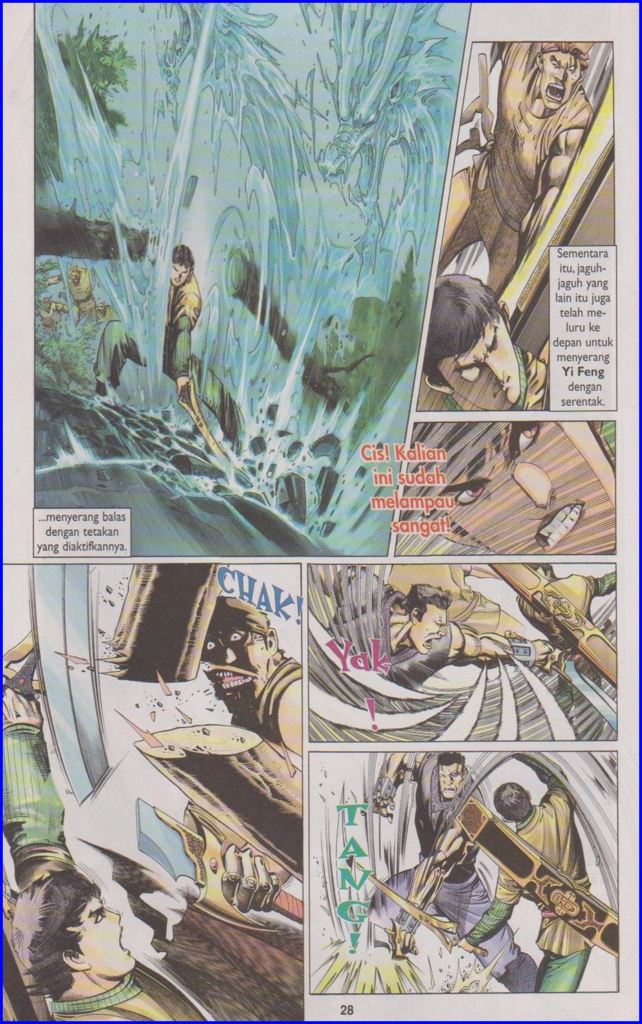 ...menyerang balas
dengan tetakan
yang diaktifkannya.
Sementara
itu, jaguh-
jaguh yang
lain itu juga
telah me-
luru ke
depan untuk
menyerang
Yi Feng
dengan
serentak.
Cis! Kalian
ini sudah
melampau
sangat!
CHAK!
Yak
!
TANG!
28